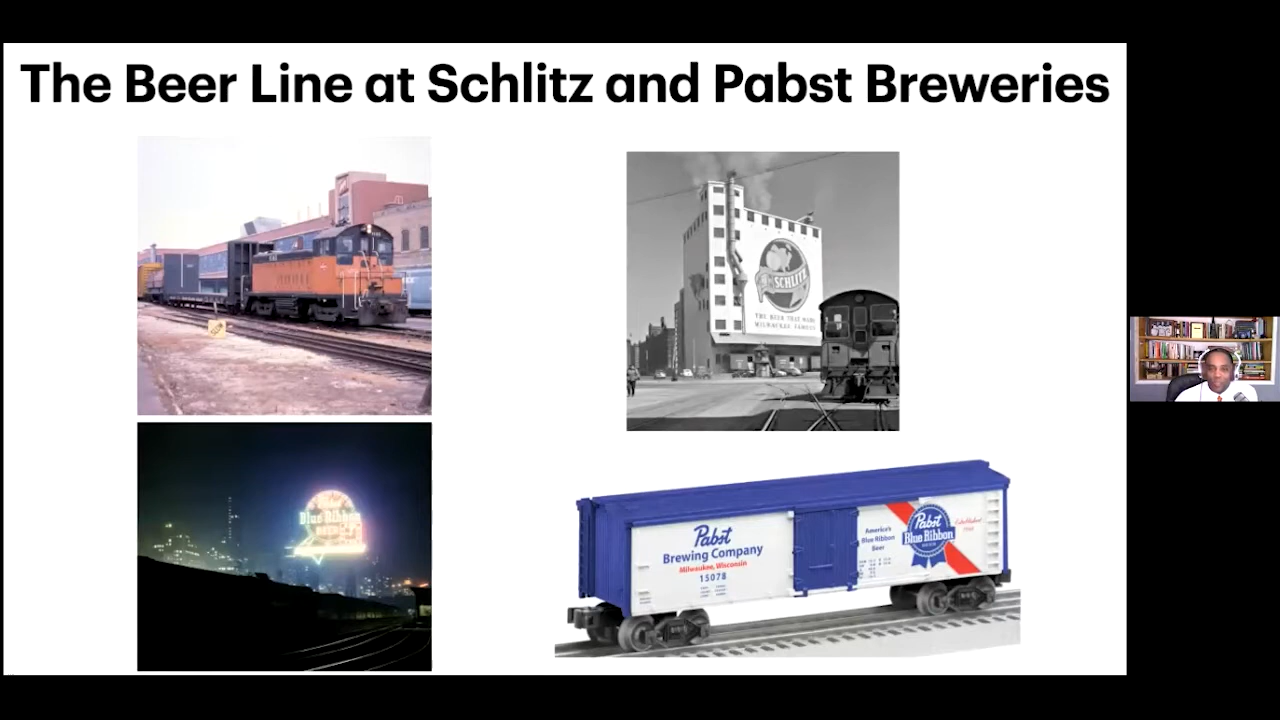 The Beer Line at Schlitz and Pabst Breweries
SCHLITZ
THE BEER THAT MADE
MILWAUKEE FAMOUS
Blue Ribbon
Pabst
Brewing Company
Milwaukee, Wisconsin
15078
America's
Blue Ribbon
Beer
Pabst
Blue Ribbon
Established